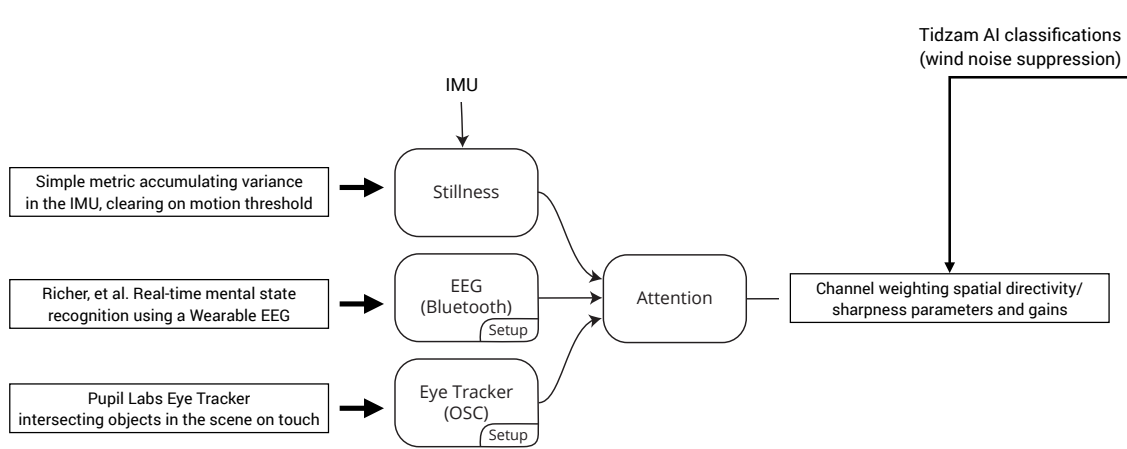 Tidzam AI classifications
(wind noise suppression)
IMU
Simple metric accumulating variance
in the IMU, clearing on motion threshold
Stillness
Richer, et al. Real-time mental state
recognition using a Wearable EEG
EEG
(Bluetooth)
Setup
Attention
Channel weighting spatial directivity/
sharpness parameters and gains
Pupil Labs Eye Tracker
intersecting objects in the scene on touch
Eye Tracker
(OSC)
Setup